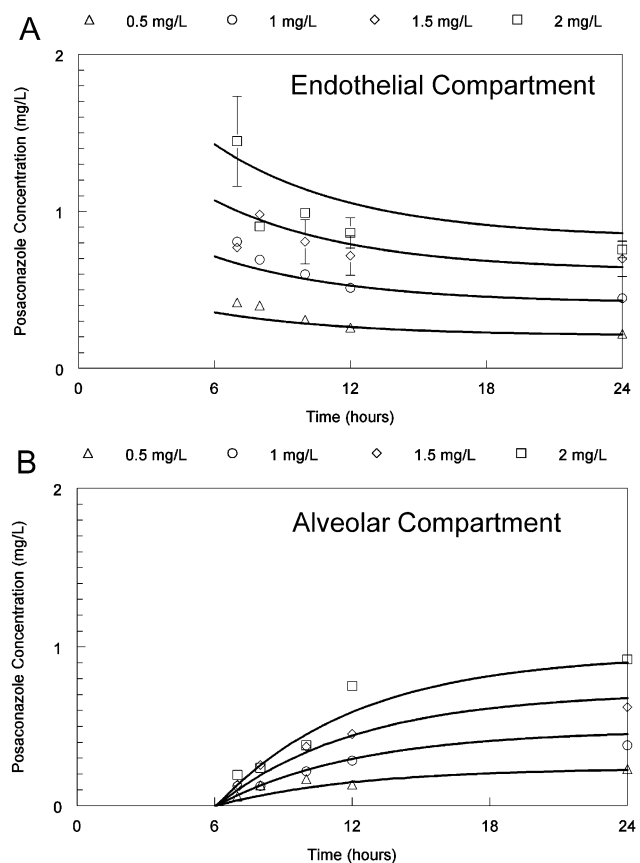 A
0.5 mg/L 1 mg/L 1.5 mg/L 2 mg/L
Endothelial Compartment
Posaconazole Concentration (mg/L)
2
1
0
0 6 12 18 24
Time (hours)
B
0.5 mg/L 1 mg/L 1.5 mg/L 2 mg/L
Alveolar Compartment
Posaconazole Concentration (mg/L)
2
1
0
0 6 12 18 24
Time (hours)